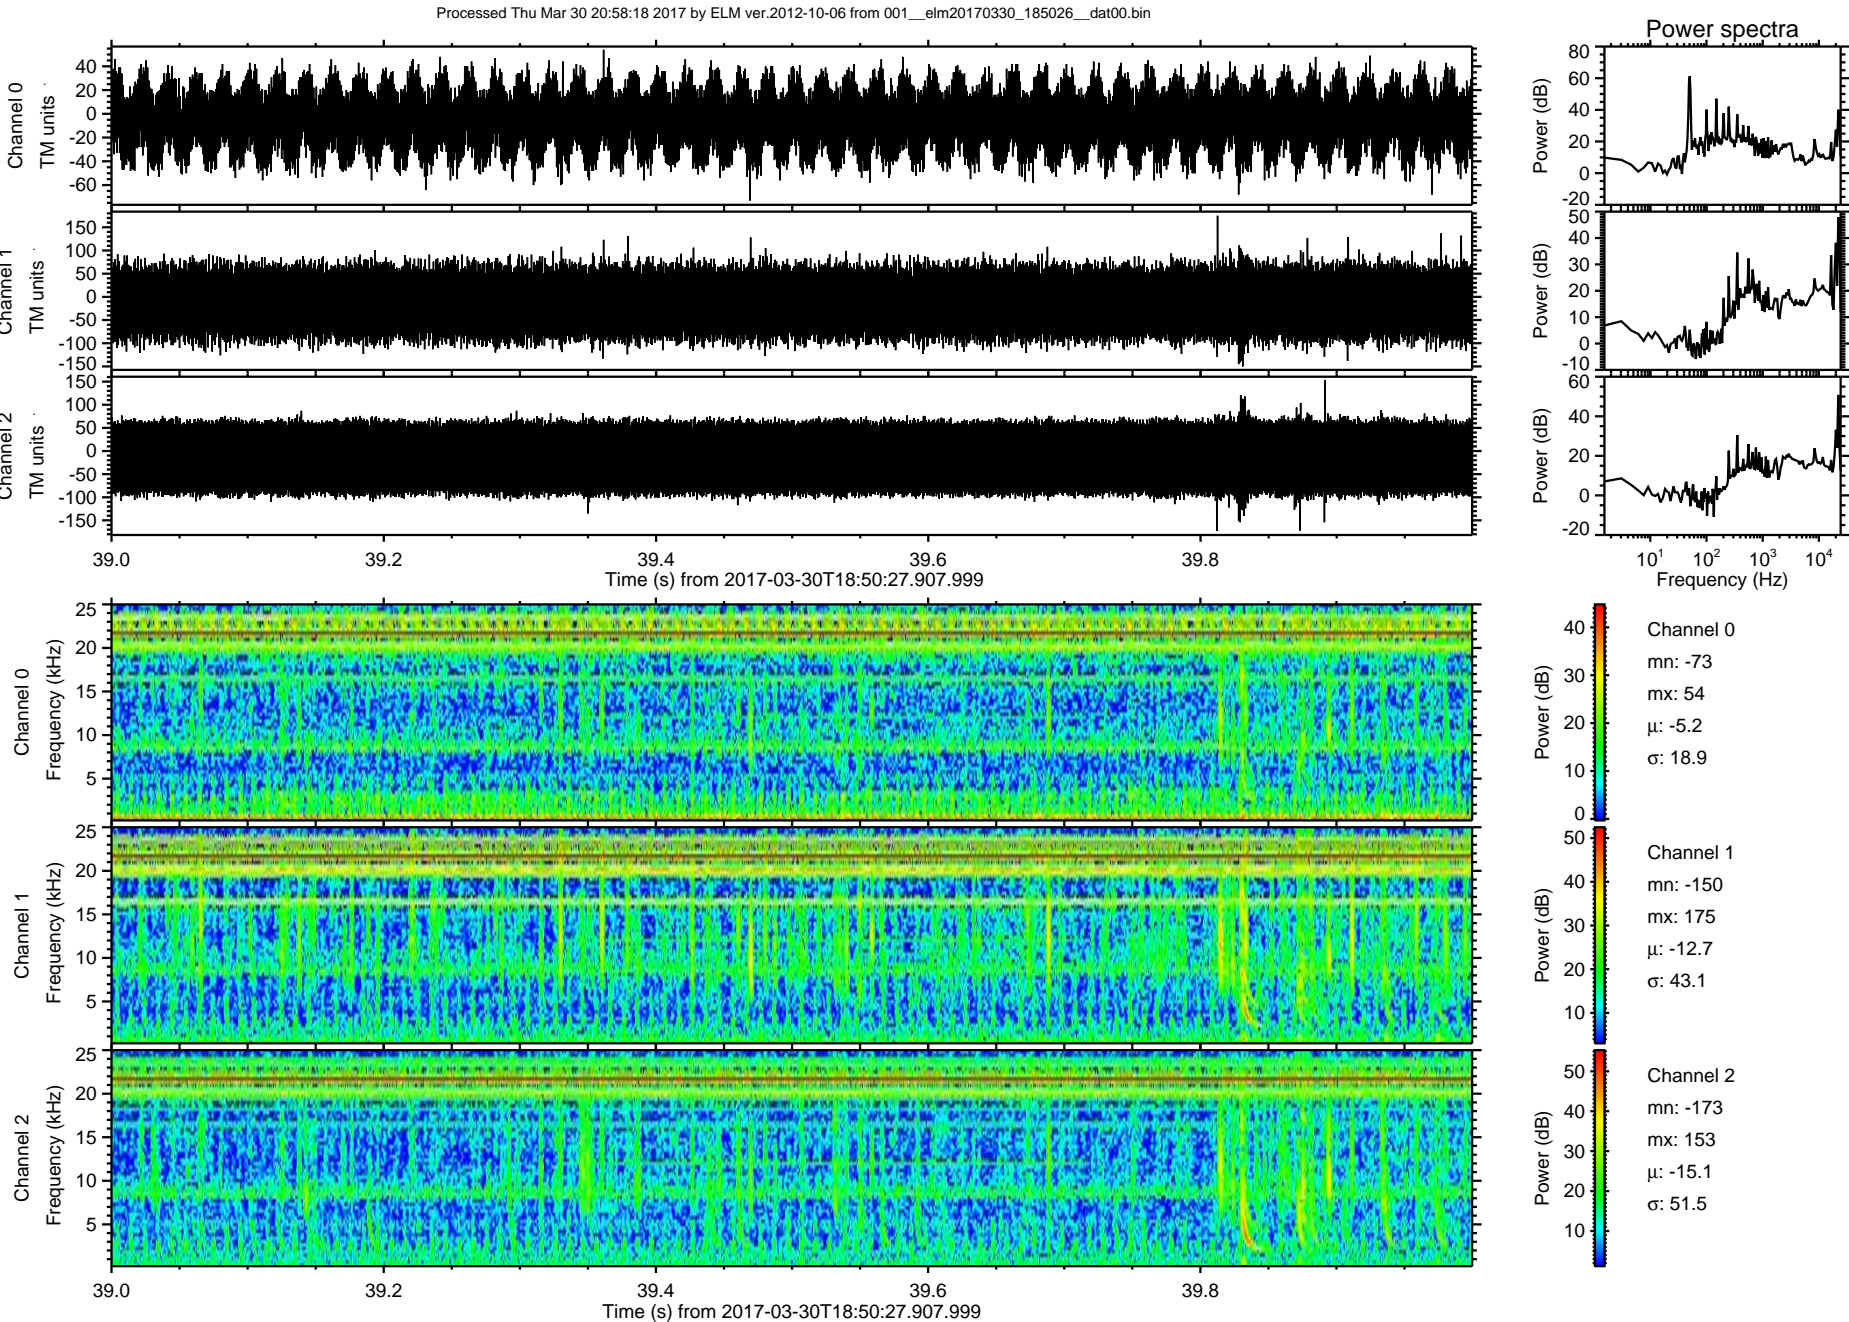 Processed Thu Mar 30 20:58:18 2017 by ELM ver.2012-10-06 from 001__elm20170330_185026__dat00.bin
Power spectra
Channel 0
TM units
40
20
0
-20
-40
-60
Power (dB)
80
60
40
20
0
-20
Channel 1
TM units
150
100
50
0
-50
-100
-150
Power (dB)
50
40
30
20
10
0
-10
Channel 2
TM units
150
100
50
0
-50
-100
-150
Power (dB)
60
40
20
0
-20
39.0 39.2 39.4 39.6 39.8
Time (s) from 2017-03-30T18:50:27.907.999
10^1 10^2 10^3 10^4
Frequency (Hz)
Channel 0
Frequency (kHz)
25
20
15
10
5
Power (dB)
40
30
20
10
0
Channel 0
mn: -73
mx: 54
μ: -5.2
σ: 18.9
Channel 1
Frequency (kHz)
25
20
15
10
5
Power (dB)
50
40
30
20
10
Channel 1
mn: -150
mx: 175
μ: -12.7
σ: 43.1
Channel 2
Frequency (kHz)
25
20
15
10
5
Power (dB)
50
40
30
20
10
Channel 2
mn: -173
mx: 153
μ: -15.1
σ: 51.5
39.0 39.2 39.4 39.6 39.8
Time (s) from 2017-03-30T18:50:27.907.999